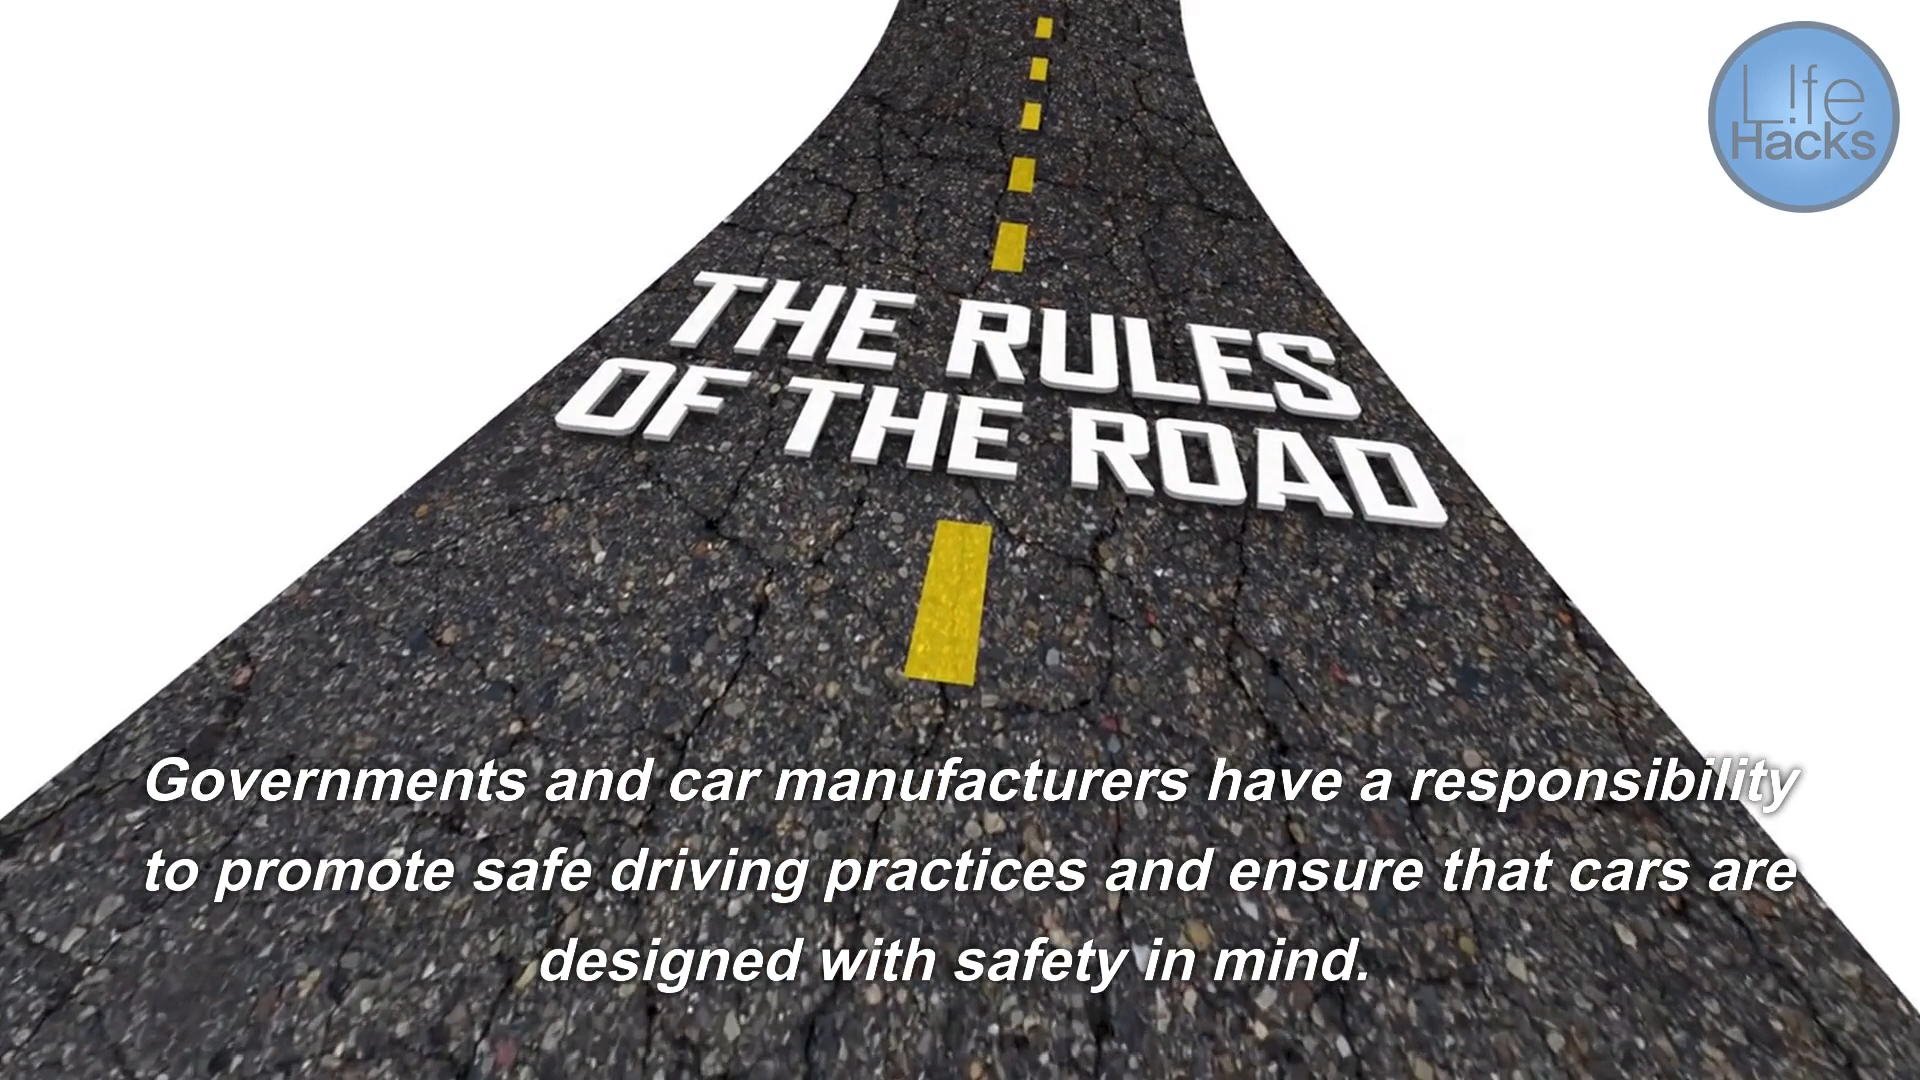 L!fe
Hacks
THE RULES
OF THE ROAD
Governments and car manufacturers have a responsibility
to promote safe driving practices and ensure that cars are
designed with safety in mind.